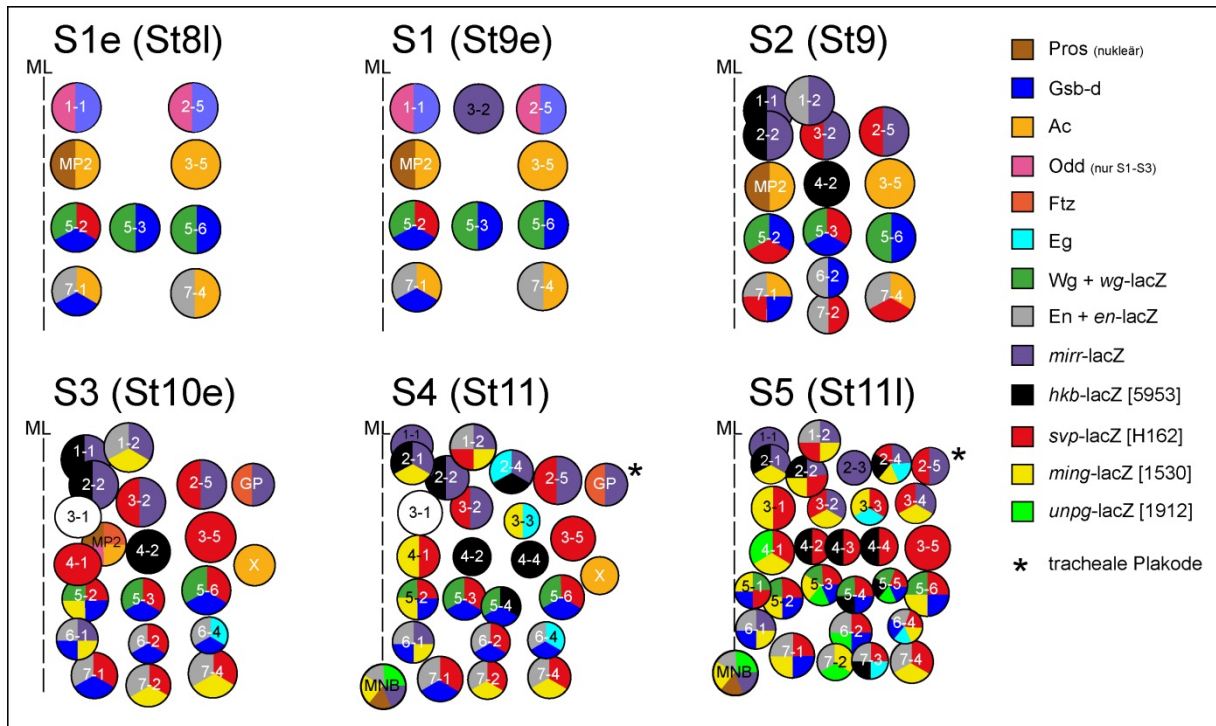 S1e (St8l)
ML
1-1 2-5
MP2 3-5
5-2 5-3 5-6
7-1 7-4
S1 (St9e)
ML
1-1 3-2 2-5
MP2 3-5
5-2 5-3 5-6
7-1 7-4
S2 (St9)
ML
1-1 1-2
2-2 3-2 2-5
MP2 4-2 3-5
5-2 5-3 5-6
6-2
7-1 7-2 7-4
S3 (St10e)
ML
1-1 1-2
2-2 3-2 2-5 GP
3-1
MP2 4-2 3-5
4-1 X
5-2 5-3 5-6
6-1 6-2 6-4
7-1 7-2 7-4
S4 (St11)
ML
1-1 1-2
2-1 2-2 2-4 2-5 GP *
3-1 3-2 3-3 3-5
4-1 4-2 4-4 X
5-2 5-3 5-4 5-6
6-1 6-2 6-4
MNB 7-1 7-2 7-4
S5 (St11l)
ML
1-1 1-2
2-1 2-2 2-3 2-4 2-5 *
3-1 3-2 3-3 3-4
4-1 4-2 4-3 4-4 3-5
5-1 5-2 5-3 5-4 5-5 5-6
6-1 6-2 6-4
MNB 7-1 7-2 7-3 7-4
Pros (nukleär)
Gsb-d
Ac
Odd (nur S1-S3)
Ftz
Eg
Wg + wg-lacZ
En + en-lacZ
mirr-lacZ
hkb-lacZ [5953]
svp-lacZ [H162]
ming-lacZ [1530]
unpg-lacZ [1912]
* tracheale Plakode